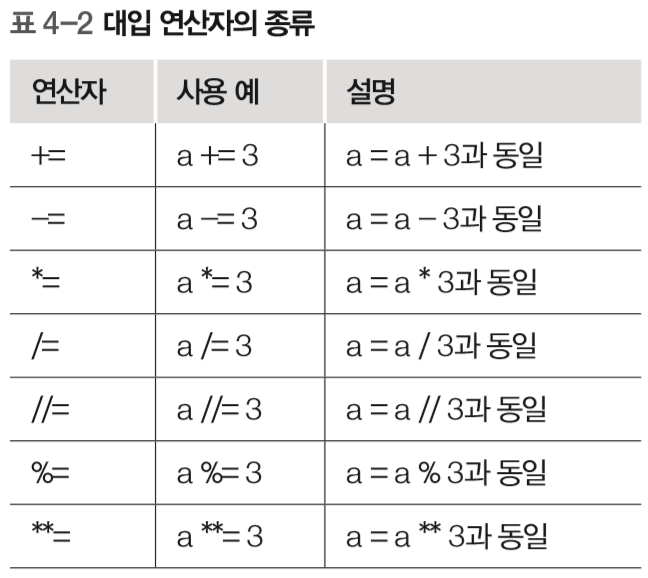 표 4-2 대입 연산자의 종류
연산자 사용 예 설명
+= a += 3 a = a + 3과 동일
-= a -= 3 a = a - 3과 동일
*= a *= 3 a = a * 3과 동일
/= a /= 3 a = a / 3과 동일
//= a //= 3 a = a // 3과 동일
%= a %= 3 a = a % 3과 동일
**= a **= 3 a = a ** 3과 동일